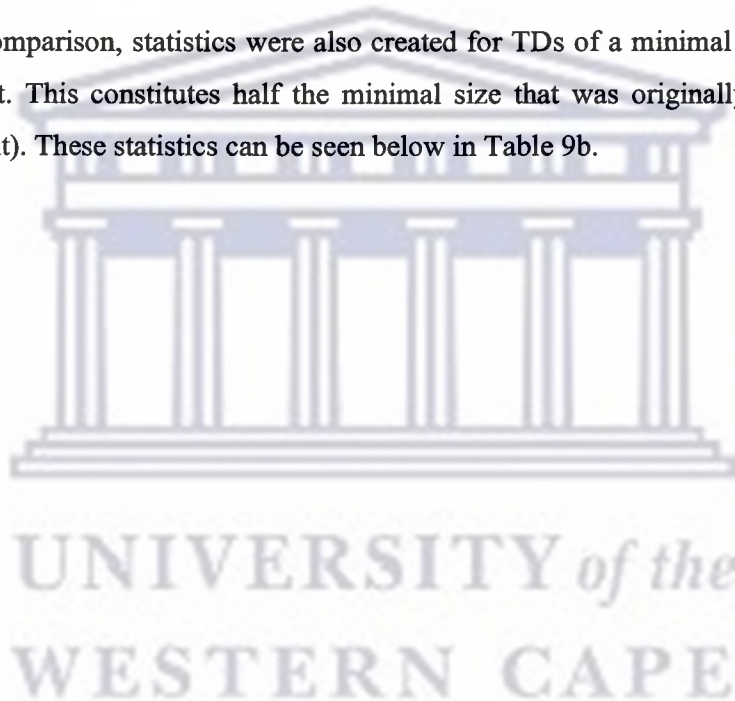 omparison, statistics were also created for TDs of a minimal
t. This constitutes half the minimal size that was originally
t). These statistics can be seen below in Table 9b.
UNIVERSITY of the
WESTERN CAPE